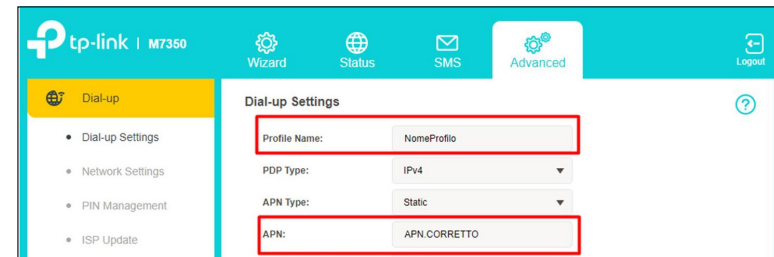 tp-link | M7350
Wizard
Status
SMS
Advanced
Logout
Dial-up
Dial-up Settings
Network Settings
PIN Management
ISP Update
Dial-up Settings
?
Profile Name: NomeProfilo
PDP Type: IPv4
APN Type: Static
APN: APN.CORRETTO